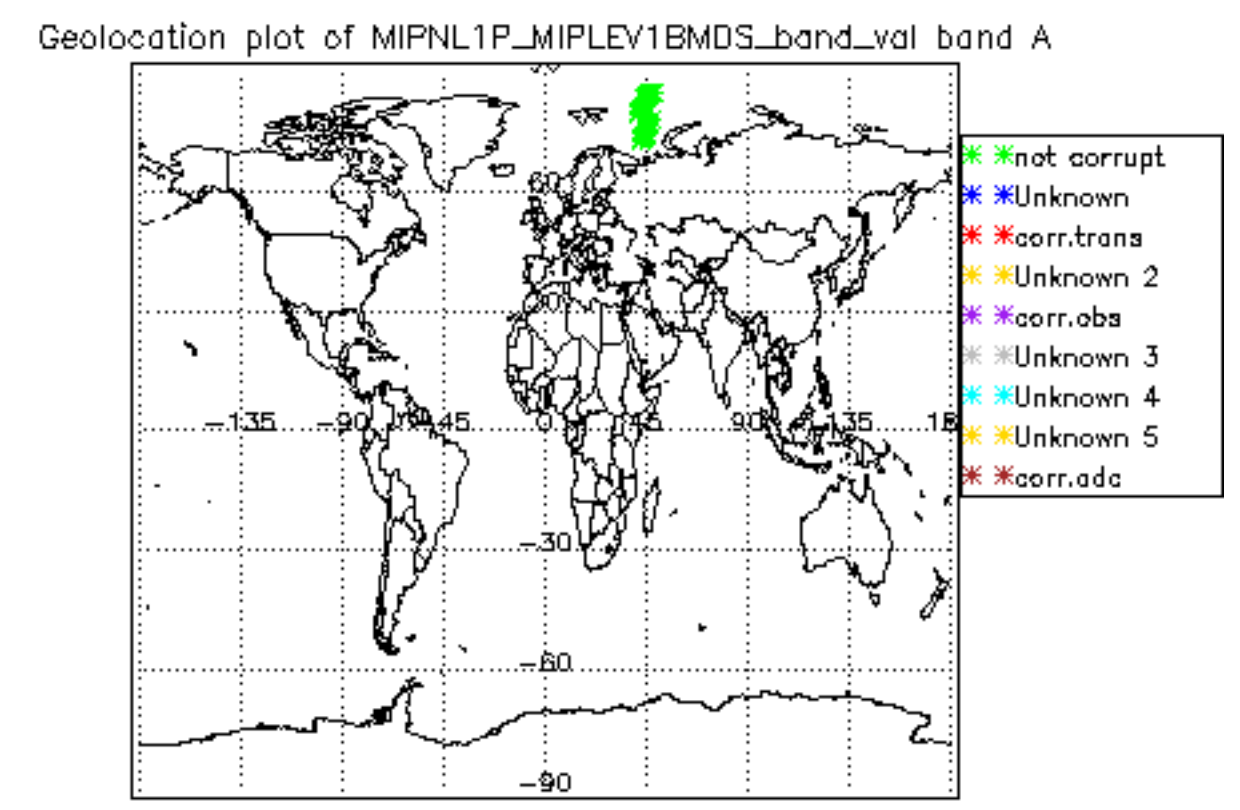 Geolocation plot of MIPNL1P_MIPLEV1BMDS_band_val band A
not corrupt
Unknown
corr.trans
Unknown 2
corr.obs
Unknown 3
Unknown 4
Unknown 5
corr.adc
60
-135 -90 -45 0 45 90 135
-30
-60
-90